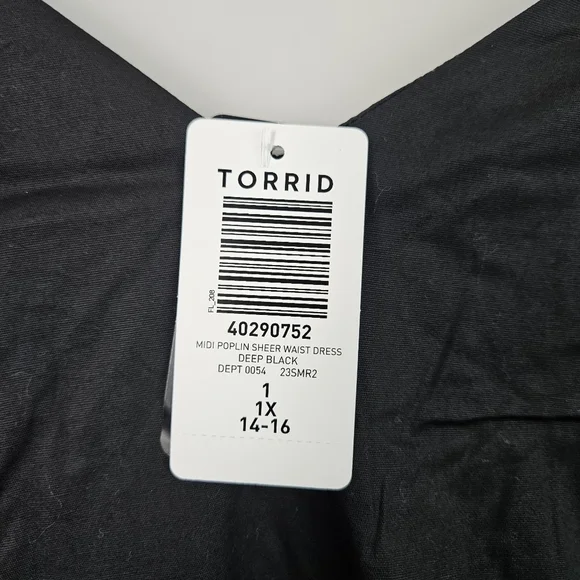 TORRID
FL_208
40290752
MIDI POPLIN SHEER WAIST DRESS
DEEP BLACK
DEPT 0054 23SMR2
1
1X
14-16